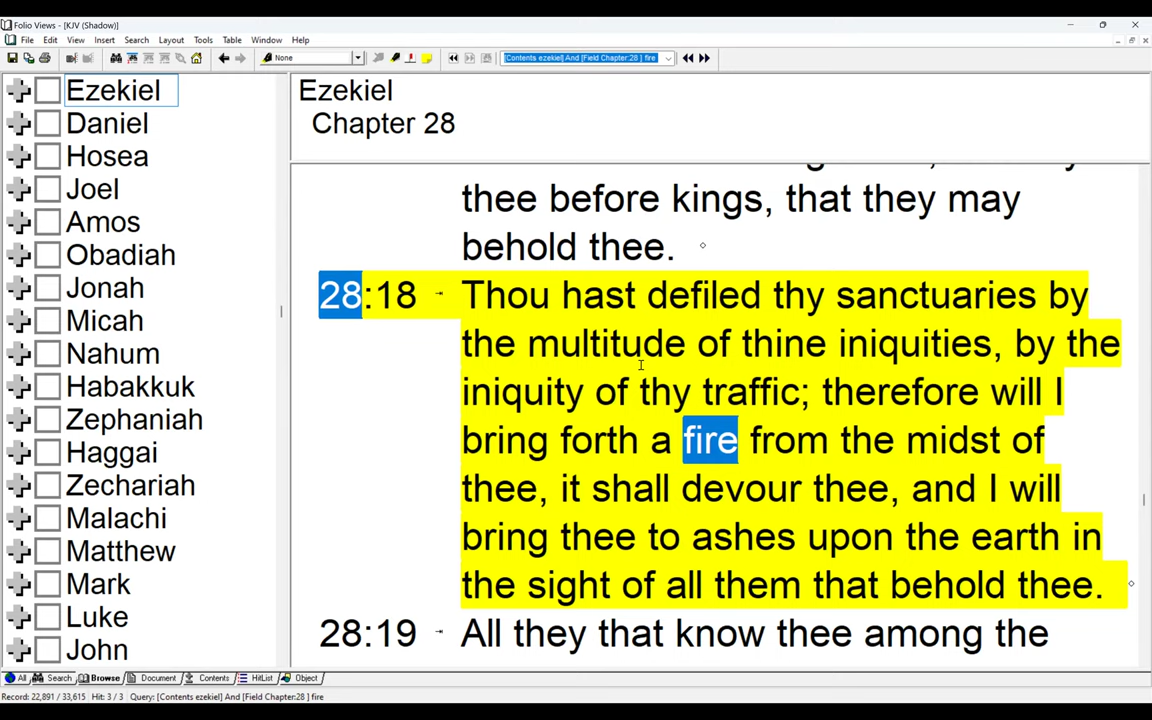 Folio Views - [KJV (Shadow)]
File Edit View Insert Search Layout Tools Table Window Help
None
[Contents ezekiel] And [Field Chapter:28 ] fire
Ezekiel
Daniel
Hosea
Joel
Amos
Obadiah
Jonah
Micah
Nahum
Habakkuk
Zephaniah
Haggai
Zechariah
Malachi
Matthew
Mark
Luke
John
Ezekiel
Chapter 28
thee before kings, that they may
behold thee.
28:18 Thou hast defiled thy sanctuaries by
the multitude of thine iniquities, by the
iniquity of thy traffic; therefore will I
bring forth a fire from the midst of
thee, it shall devour thee, and I will
bring thee to ashes upon the earth in
the sight of all them that behold thee.
28:19 All they that know thee among the
All Search Browse Document Contents HitList Object
Record: 22,891 / 33,615 Hit: 3 / 3 Query: [Contents ezekiel] And [Field Chapter:28 ] fire